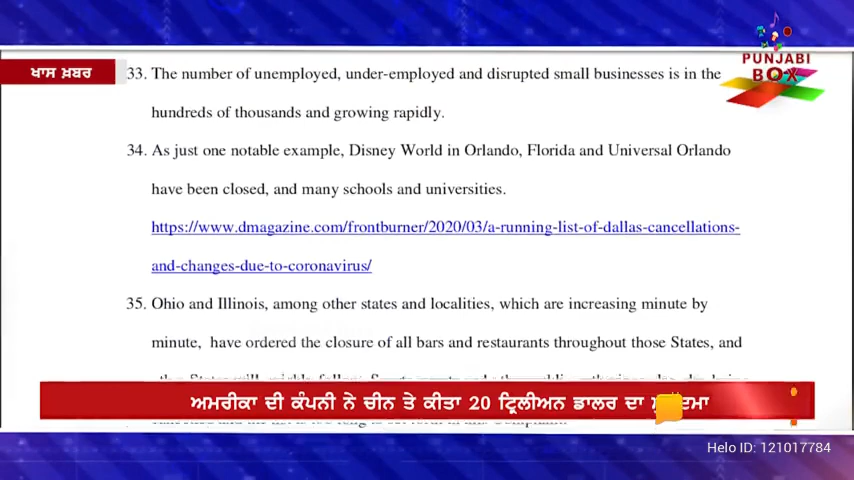 PUNJABI
BOX
ਖਾਸ ਖ਼ਬਰ
33. The number of unemployed, under-employed and disrupted small businesses is in the
hundreds of thousands and growing rapidly.
34. As just one notable example, Disney World in Orlando, Florida and Universal Orlando
have been closed, and many schools and universities.
https://www.dmagazine.com/frontburner/2020/03/a-running-list-of-dallas-cancellations-
and-changes-due-to-coronavirus/
35. Ohio and Illinois, among other states and localities, which are increasing minute by
minute, have ordered the closure of all bars and restaurants throughout those States, and
ਅਮਰੀਕਾ ਦੀ ਕੰਪਨੀ ਨੇ ਚੀਨ ਤੇ ਕੀਤਾ 20 ਟ੍ਰਿਲੀਅਨ ਡਾਲਰ ਦਾ
Helo ID: 121017784